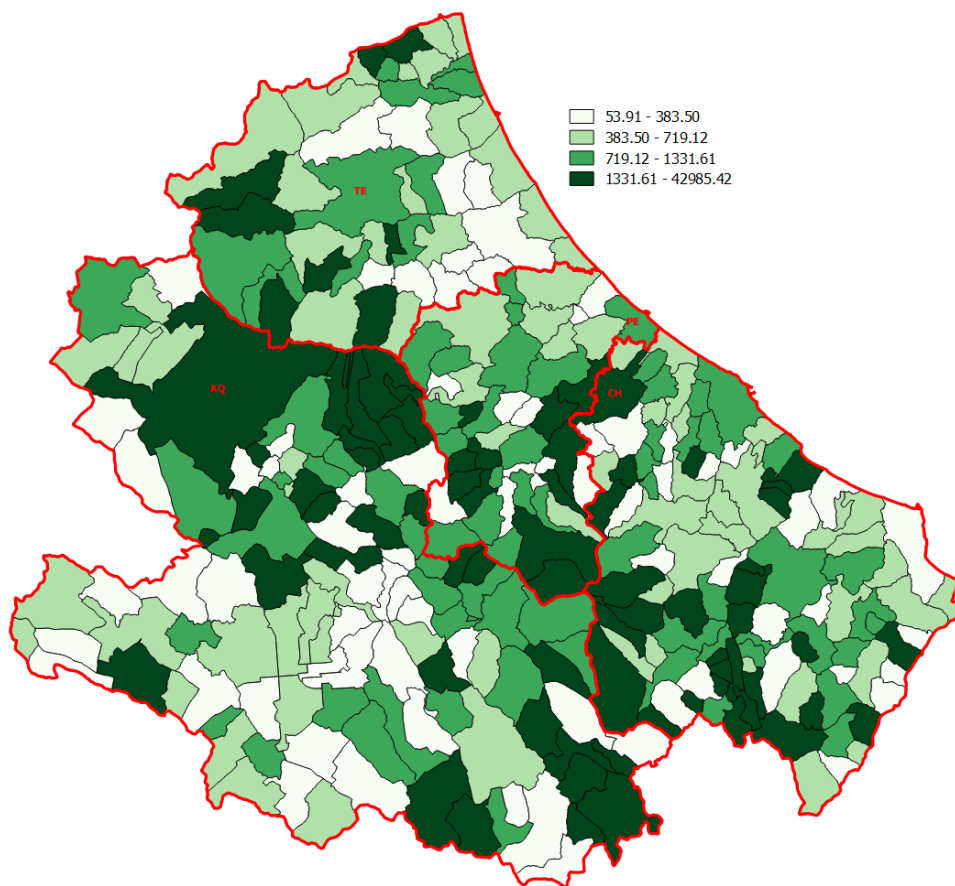 53.91 - 383.50
383.50 - 719.12
719.12 - 1331.61
1331.61 - 42985.42
TE
PE
AQ
CH